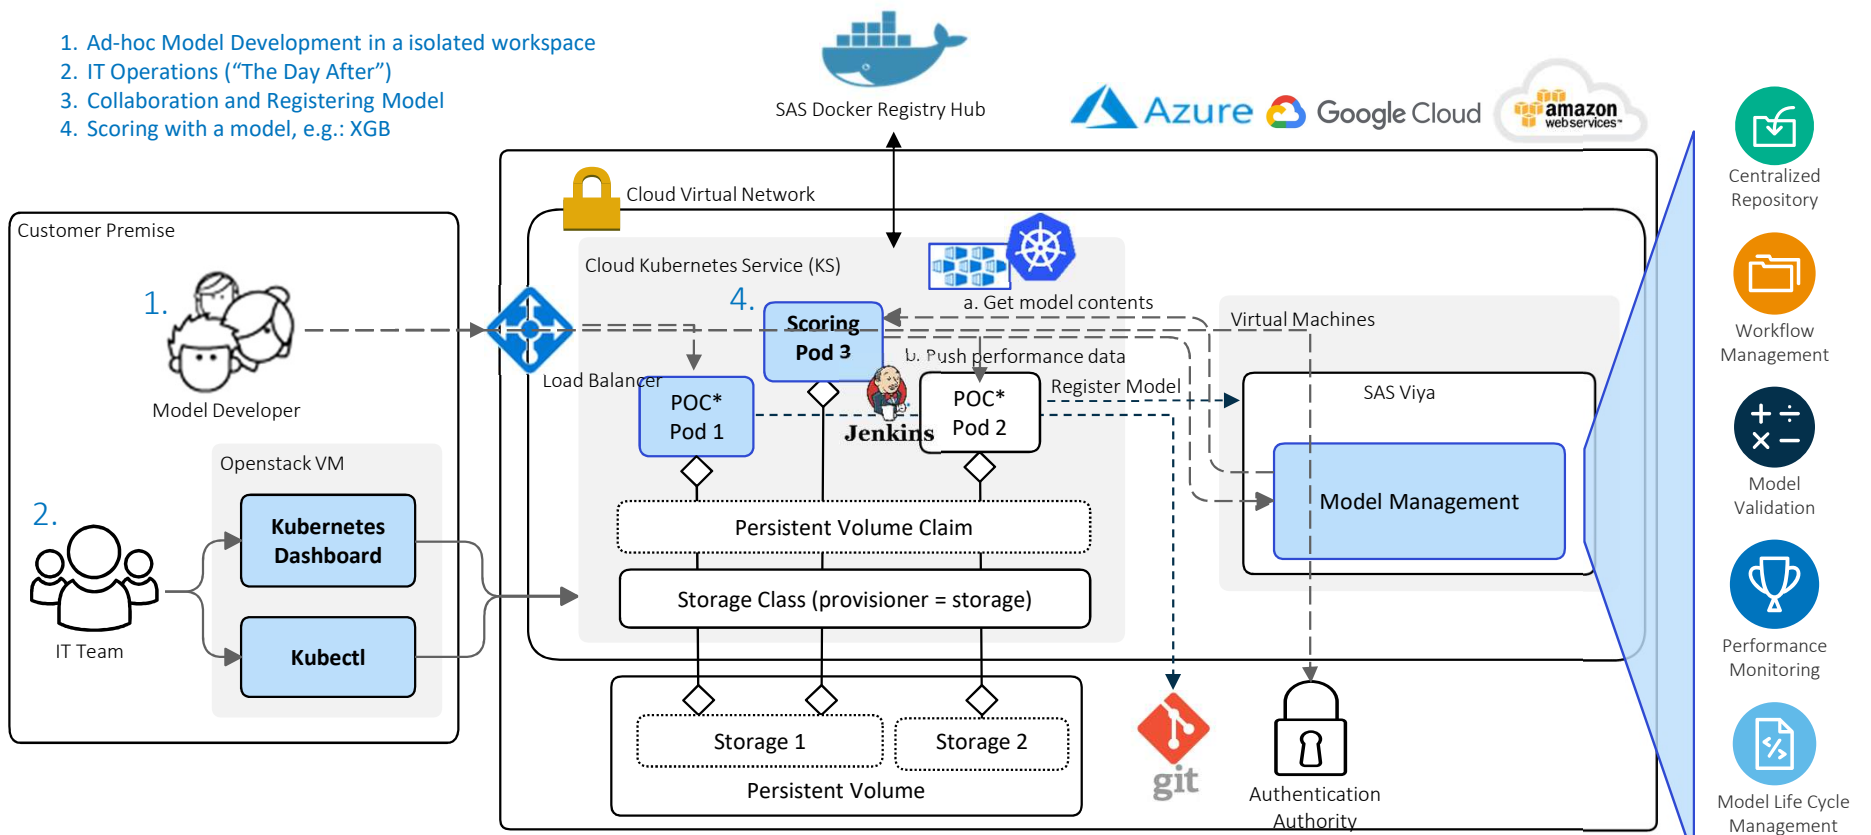 1. Ad-hoc Model Development in a isolated workspace
2. IT Operations (“The Day After”)
3. Collaboration and Registering Model
4. Scoring with a model, e.g.: XGB
SAS Docker Registry Hub
Azure
Google Cloud
amazon
webservices™
Centralized
Repository
Workflow
Management
Model
Validation
Performance
Monitoring
Model Life Cycle
Management
Customer Premise
1.
Model Developer
Openstack VM
2.
IT Team
Kubernetes
Dashboard
Kubectl
Cloud Virtual Network
Cloud Kubernetes Service (KS)
Load Balancer
4.
Scoring
Pod 3
a. Get model contents
b. Push performance data
POC*
Pod 1
Jenkins
POC*
Pod 2
Register Model
Virtual Machines
SAS Viya
Model Management
Persistent Volume Claim
Storage Class (provisioner = storage)
Storage 1
Storage 2
Persistent Volume
git
Authentication
Authority